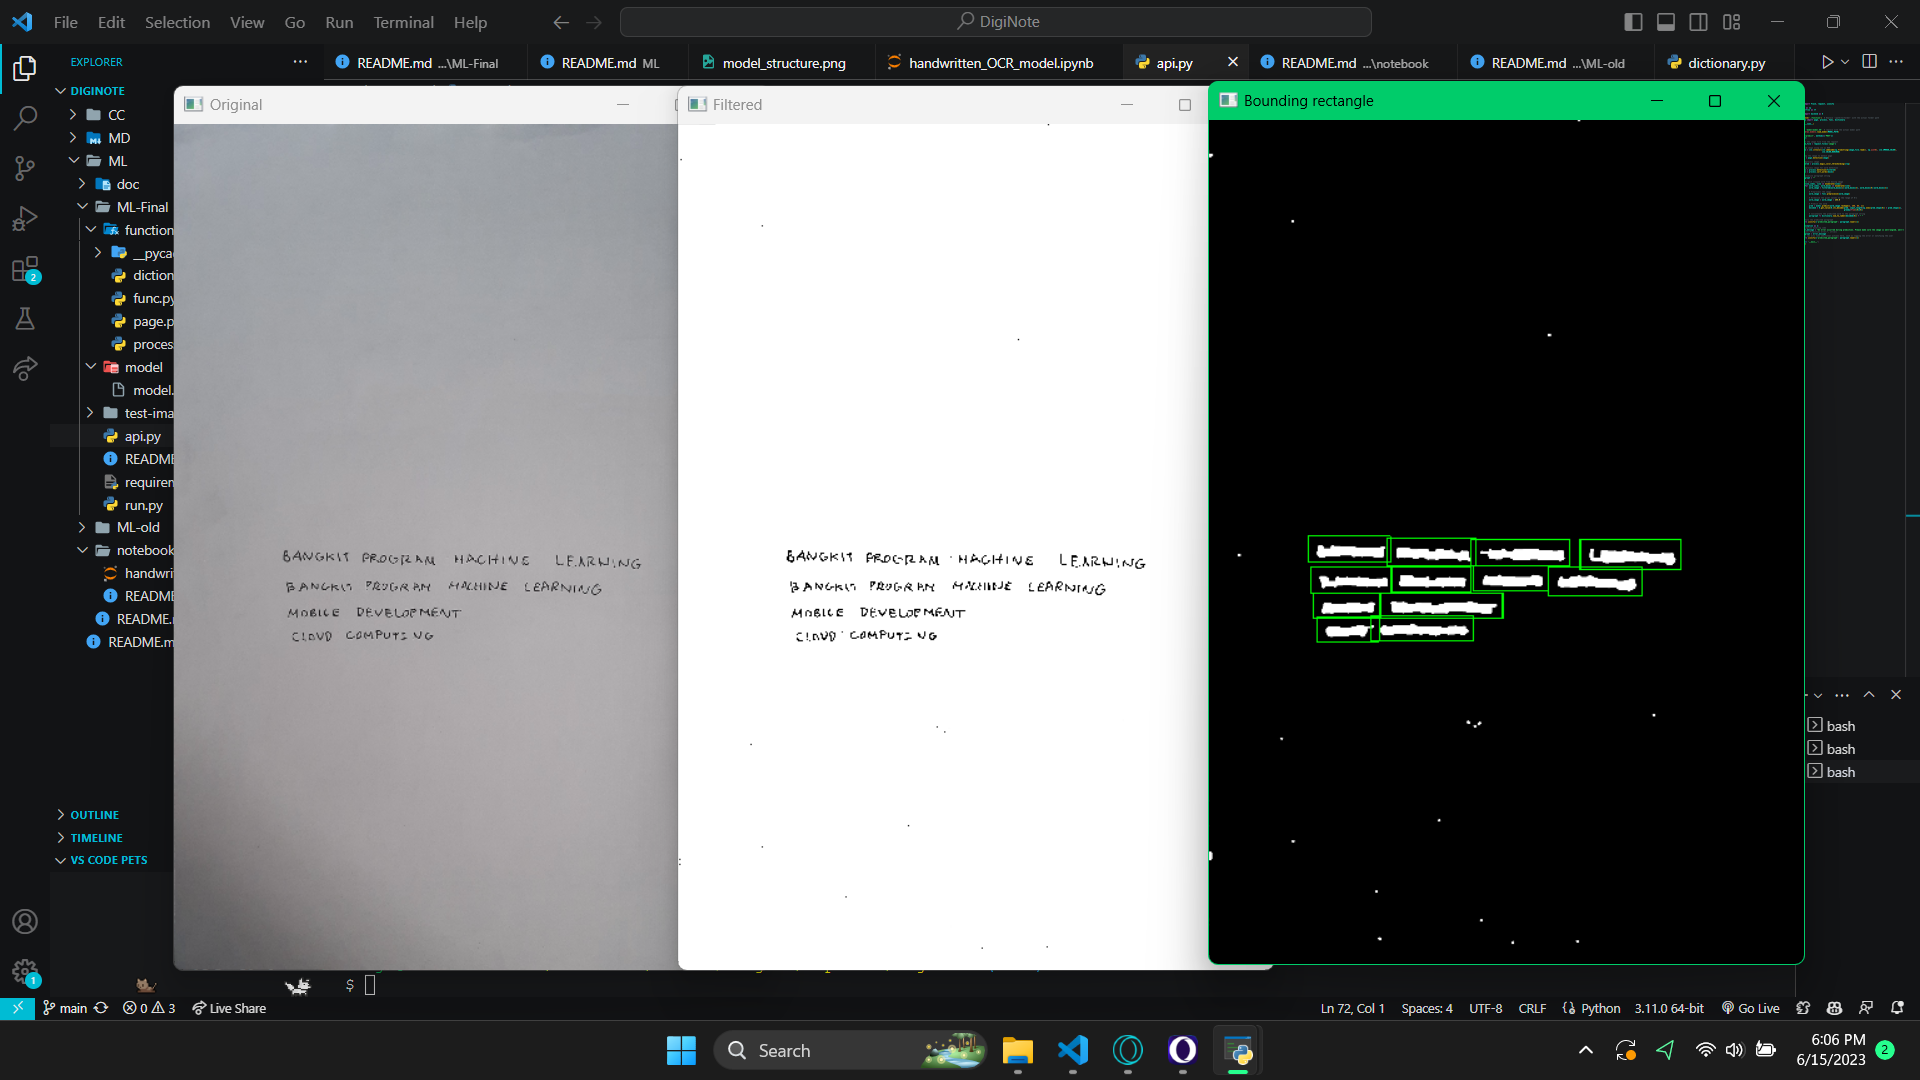 File Edit Selection View Go Run Terminal Help
DigiNote
EXPLORER
README.md ...\ML-Final
README.md ML
model_structure.png
handwritten_OCR_model.ipynb
api.py
README.md ...\notebook
README.md ...\ML-old
dictionary.py
DIGINOTE
CC
MD
ML
doc
ML-Final
function
__pyca
diction
func.py
page.p
proces
model
model.
test-ima
api.py
README
requirem
run.py
ML-old
notebook
handwri
README
README.
README.m
OUTLINE
TIMELINE
VS CODE PETS
Original
BANGKIT PROGRAM MACHINE LEARNING
BANGKIT PROGRAM MACHINE LEARNING
MOBILE DEVELOPMENT
CLOUD COMPUTING
Filtered
BANGKIT PROGRAM MACHINE LEARNING
BANGKIT PROGRAM MACHINE LEARNING
MOBILE DEVELOPMENT
CLOUD COMPUTING
Bounding rectangle
bash
bash
bash
2
1
$
main 0 3 Live Share
Ln 72, Col 1 Spaces: 4 UTF-8 CRLF Python 3.11.0 64-bit Go Live
Search
6:06 PM
6/15/2023
2